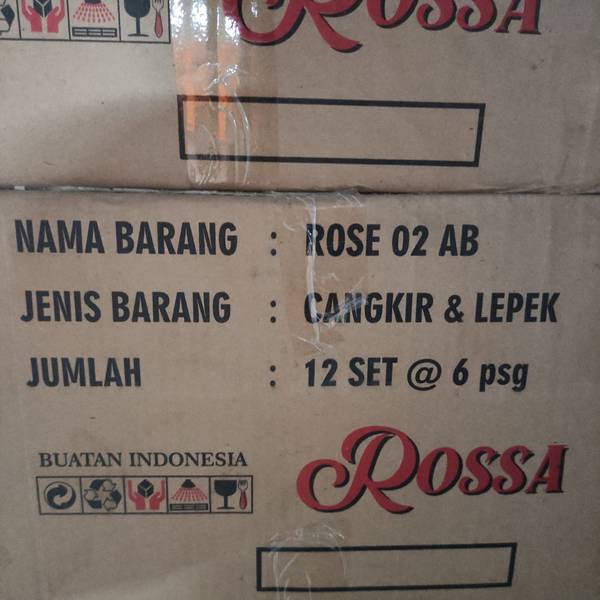 ROSSA
NAMA BARANG : ROSE 02 AB
JENIS BARANG : CANGKIR & LEPEK
JUMLAH : 12 SET @ 6 psg
BUATAN INDONESIA
ROSSA